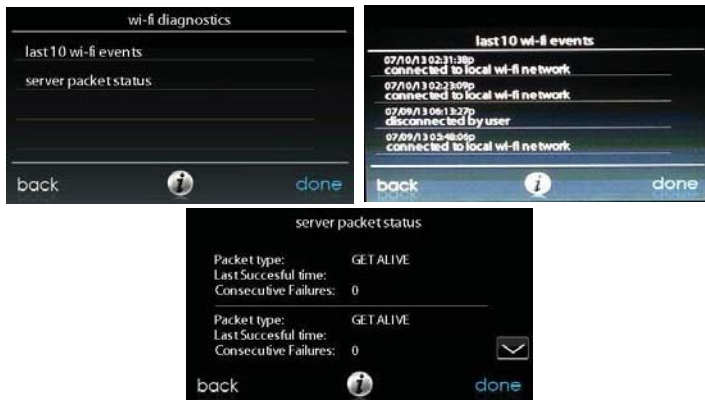 wi-fi diagnostics
last 10 wi-fi events
server packet status
back
i
done
last 10 wi-fi events
07/10/13 02:31:38p
connected to local wi-fi network
07/10/13 02:23:09p
connected to local wi-fi network
07/09/13 06:13:27p
disconnected by user
07/09/13 05:48:06p
connected to local wi-fi network
back
i
done
server packet status
Packet type: GET ALIVE
Last Succesful time:
Consecutive Failures: 0
Packet type: GET ALIVE
Last Succesful time:
Consecutive Failures: 0
back
i
done